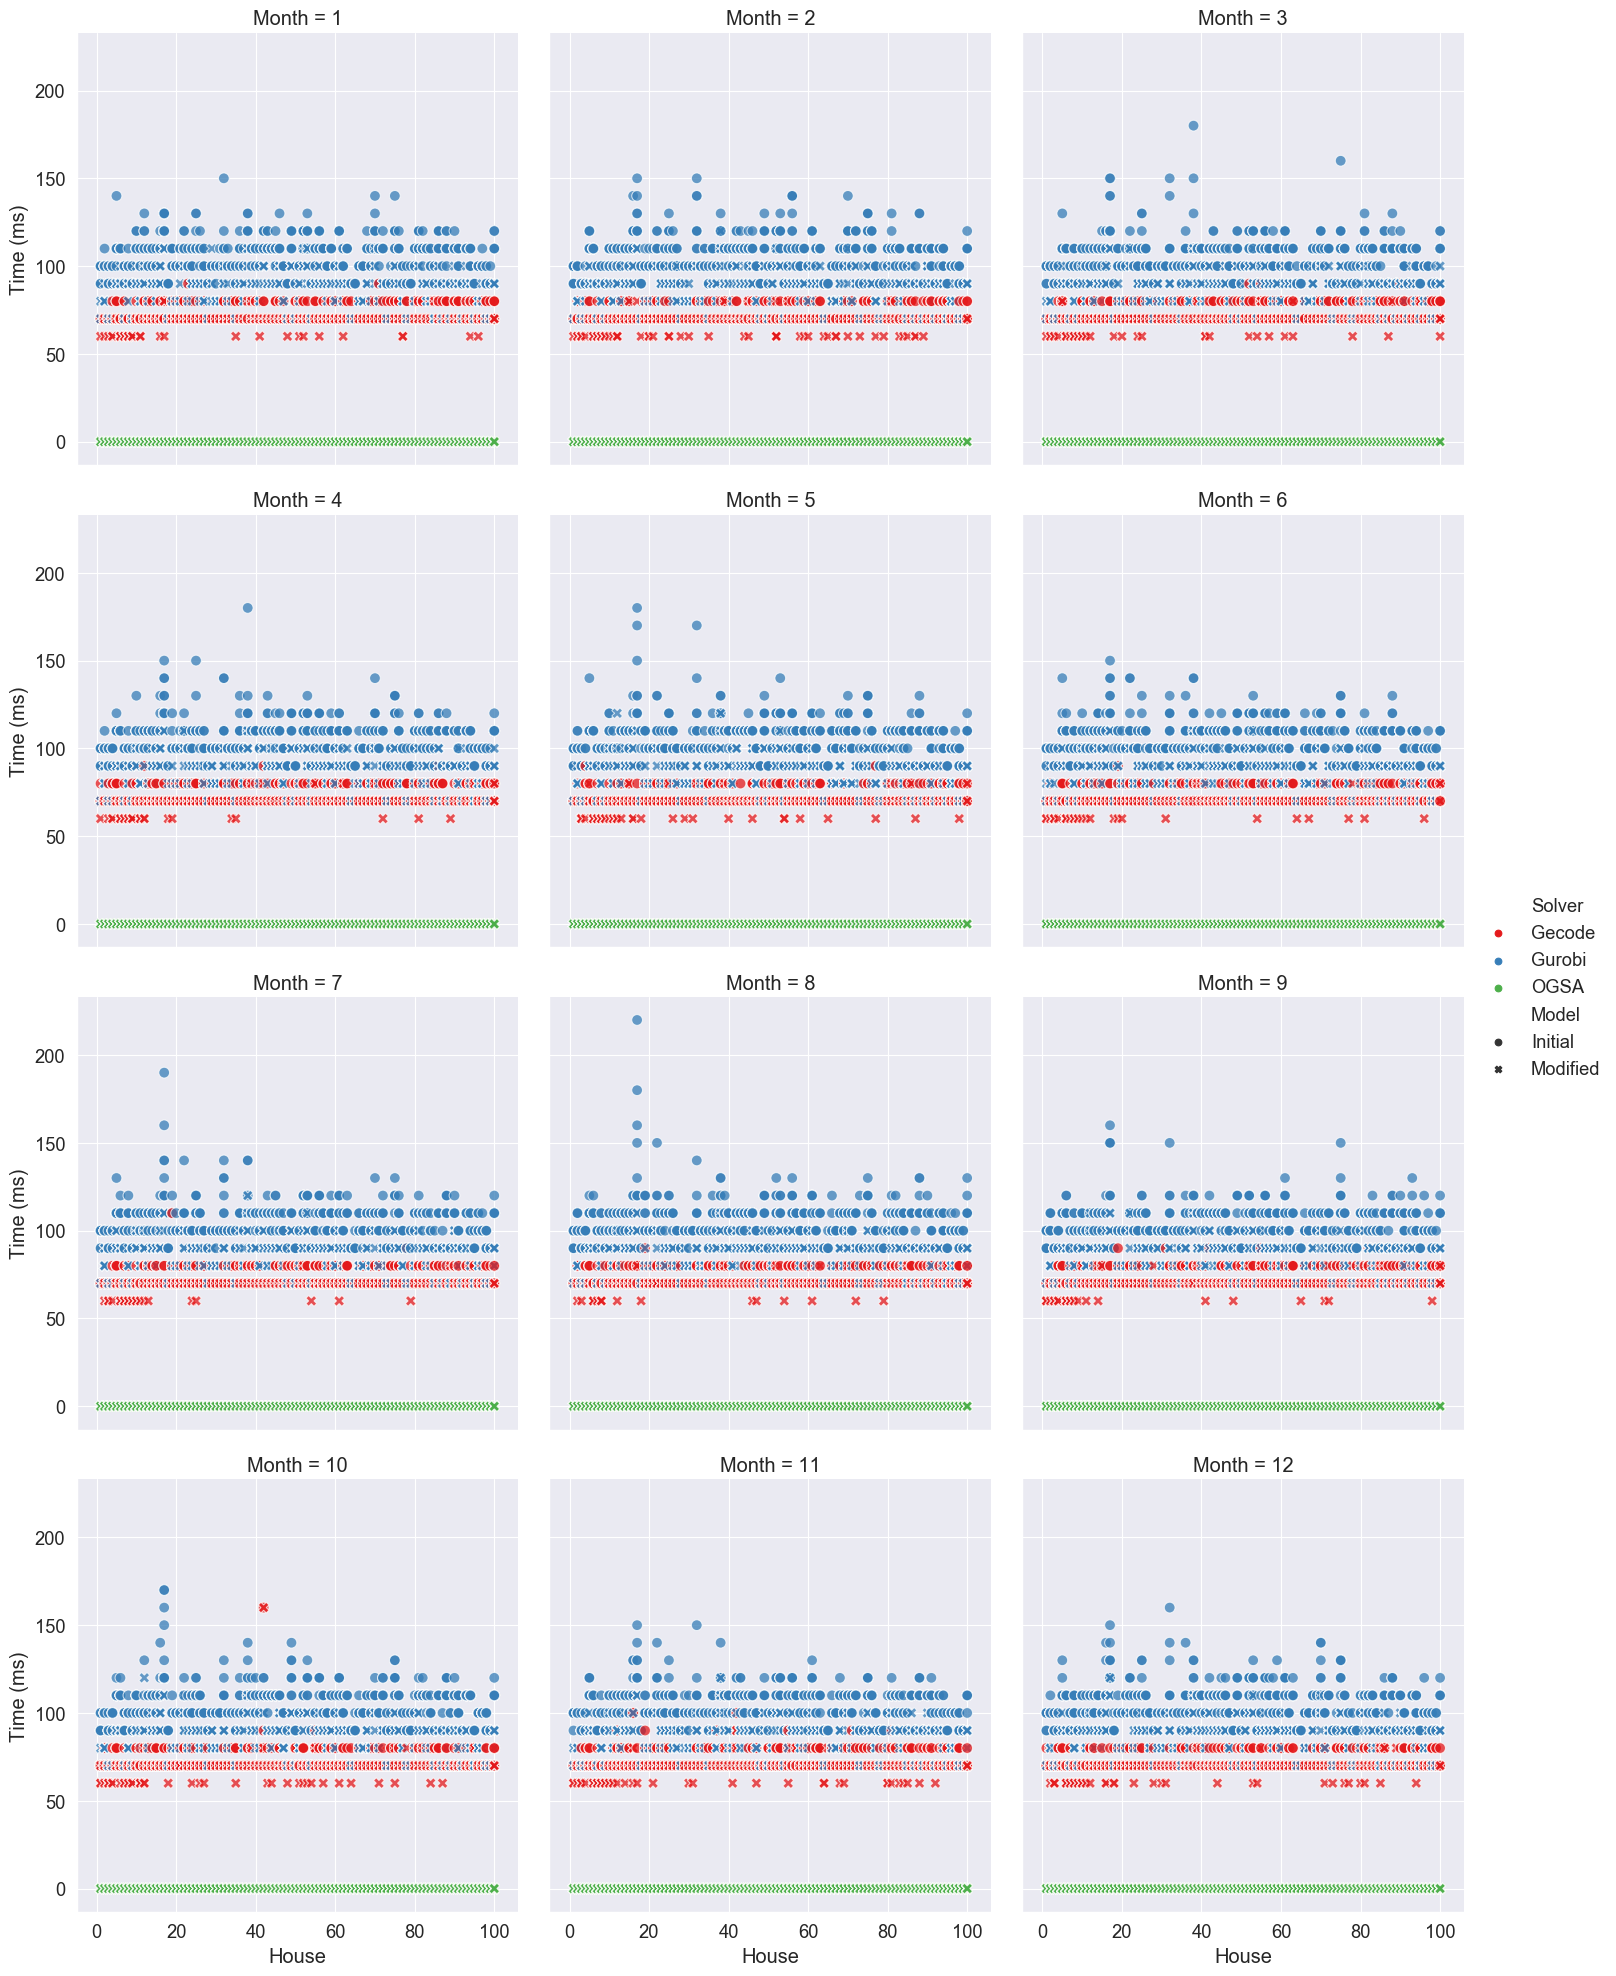 Month = 1
Month = 2
Month = 3
200
150
100
50
0
Time (ms)
Month = 4
Month = 5
Month = 6
200
150
100
50
0
Time (ms)
Solver
Gecode
Gurobi
OGSA
Model
Initial
Modified
Month = 7
Month = 8
Month = 9
200
150
100
50
0
Time (ms)
Month = 10
Month = 11
Month = 12
200
150
100
50
0
Time (ms)
0 20 40 60 80 100
0 20 40 60 80 100
0 20 40 60 80 100
House
House
House